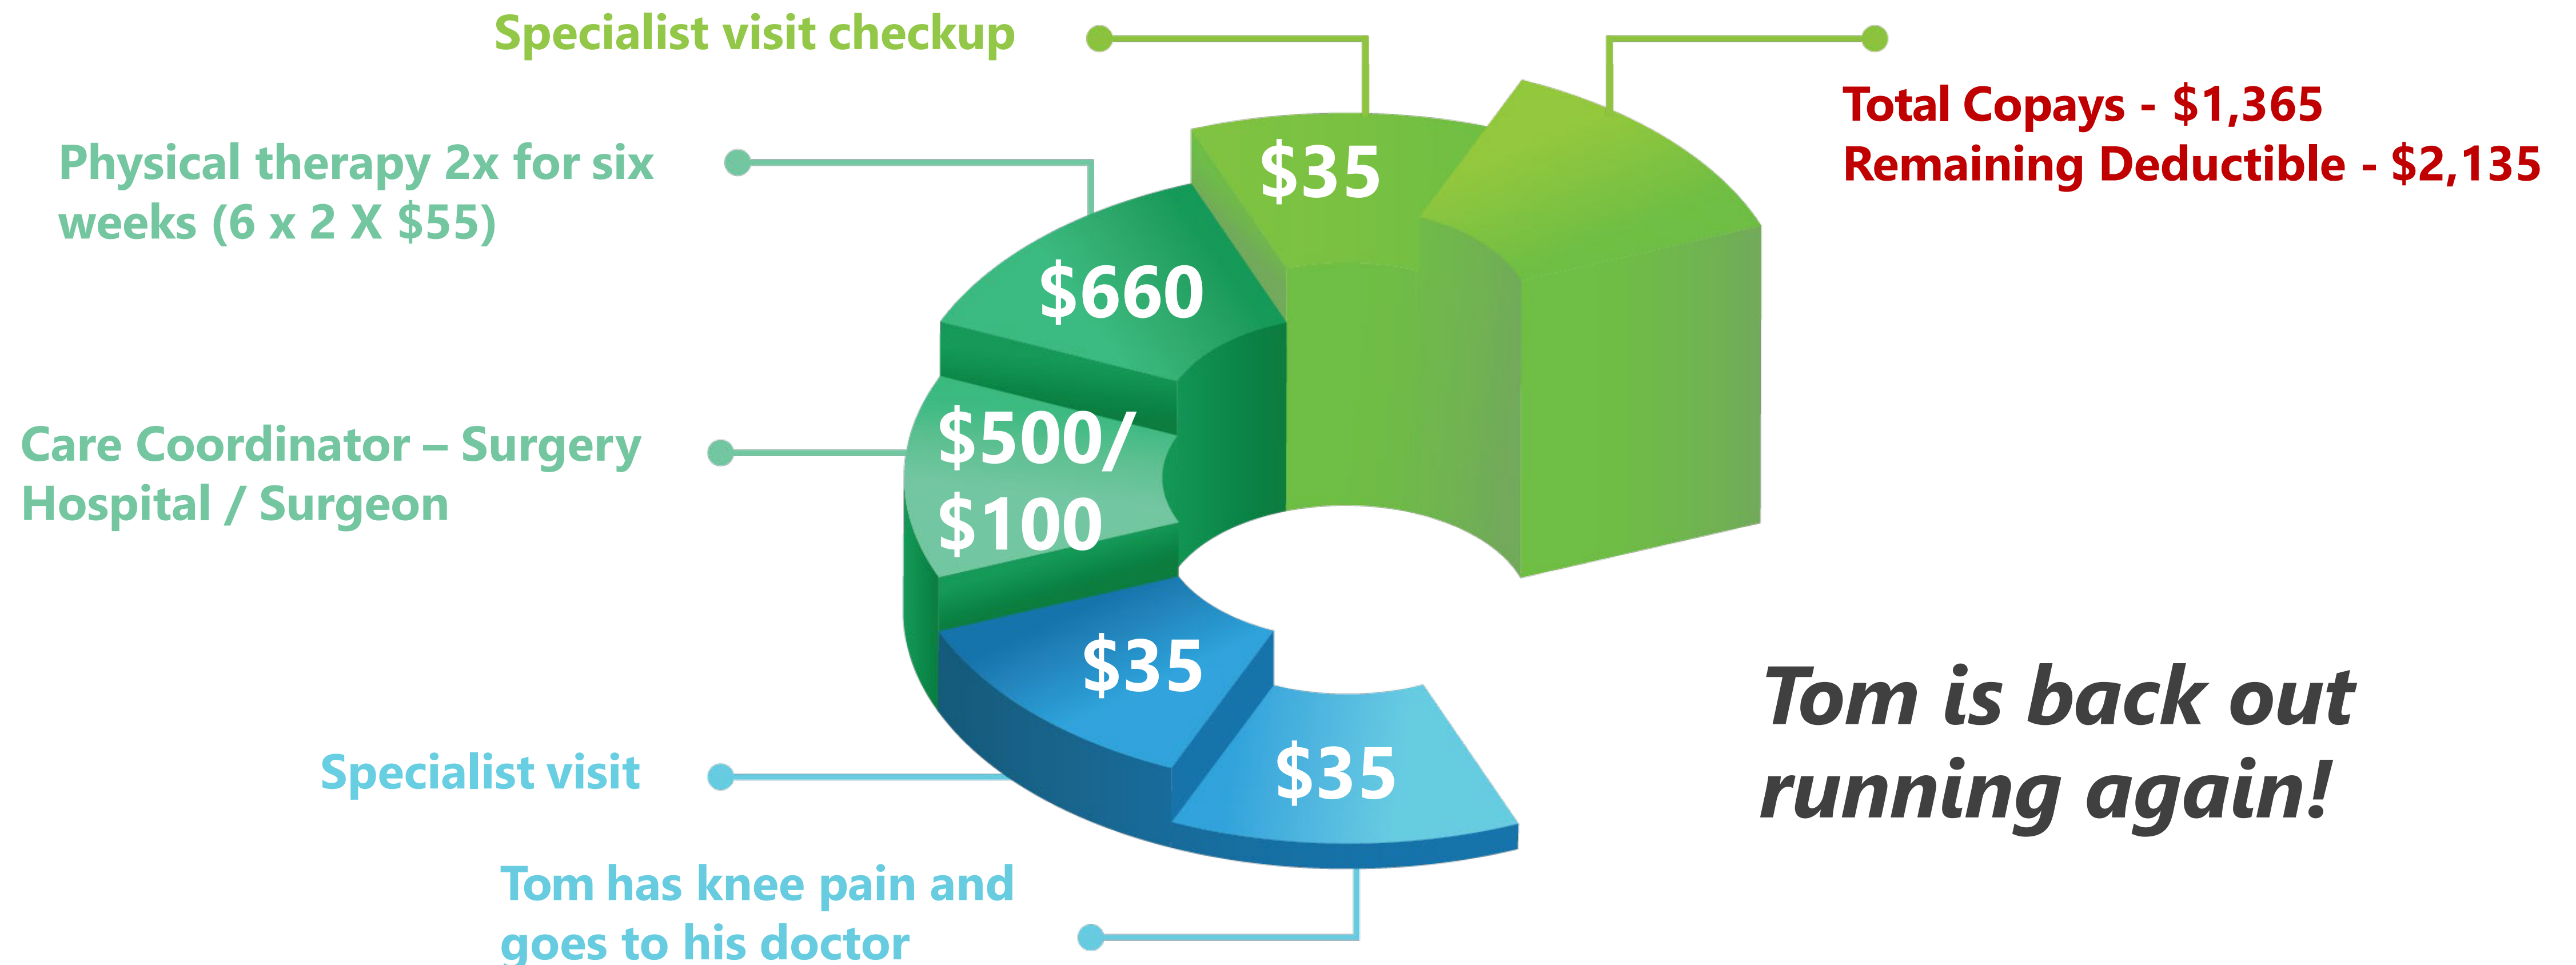 Specialist visit checkup
$35
Total Copays - $1,365
Remaining Deductible - $2,135
Physical therapy 2x for six
weeks (6 x 2 X $55)
$660
Care Coordinator – Surgery
Hospital / Surgeon
$500/
$100
Specialist visit
$35
Tom has knee pain and
goes to his doctor
$35
Tom is back out
running again!